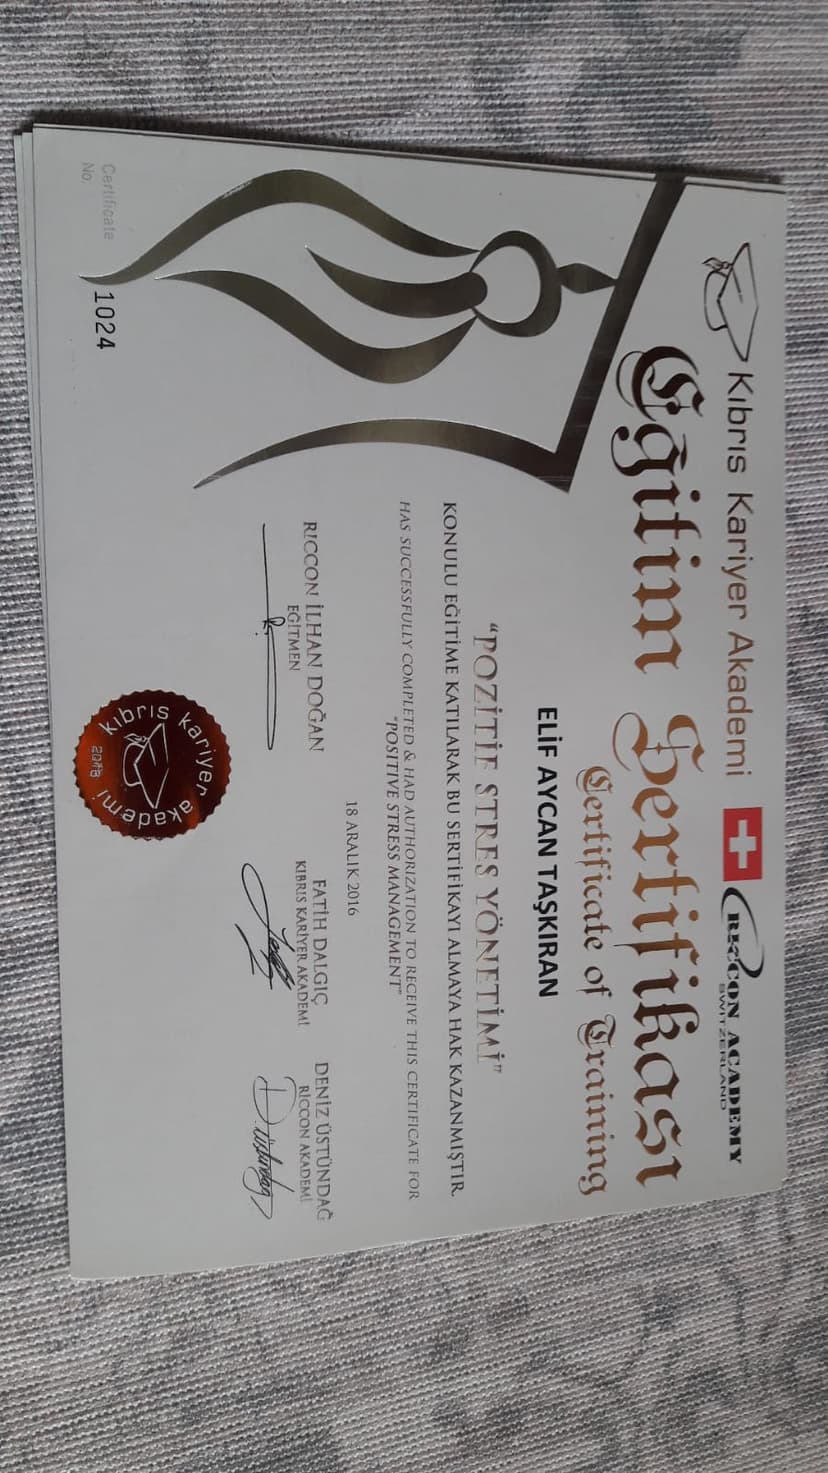 Kıbrıs Kariyer Akademi
RICCON ACADEMY
SWITZERLAND
Eğitim Sertifikası
Certificate of Training
ELİF AYCAN TAŞKIRAN
“POZİTİF STRES YÖNETİMİ”
KONULU EĞİTİME KATILARAK BU SERTİFİKAYI ALMAYA HAK KAZANMIŞTIR.
HAS SUCCESSFULLY COMPLETED & HAD AUTHORIZATION TO RECEIVE THIS CERTIFICATE FOR
“POSITIVE STRESS MANAGEMENT”
18 ARALIK 2016
RICCON İLHAN DOĞAN
EĞİTMEN
FATİH DALGIÇ
KIBRIS KARİYER AKADEMİ
DENİZ ÜSTÜNDAĞ
RICCON AKADEMİ
D.üstündağ
kıbrıs kariyer akademi
Certificate
No.
1024